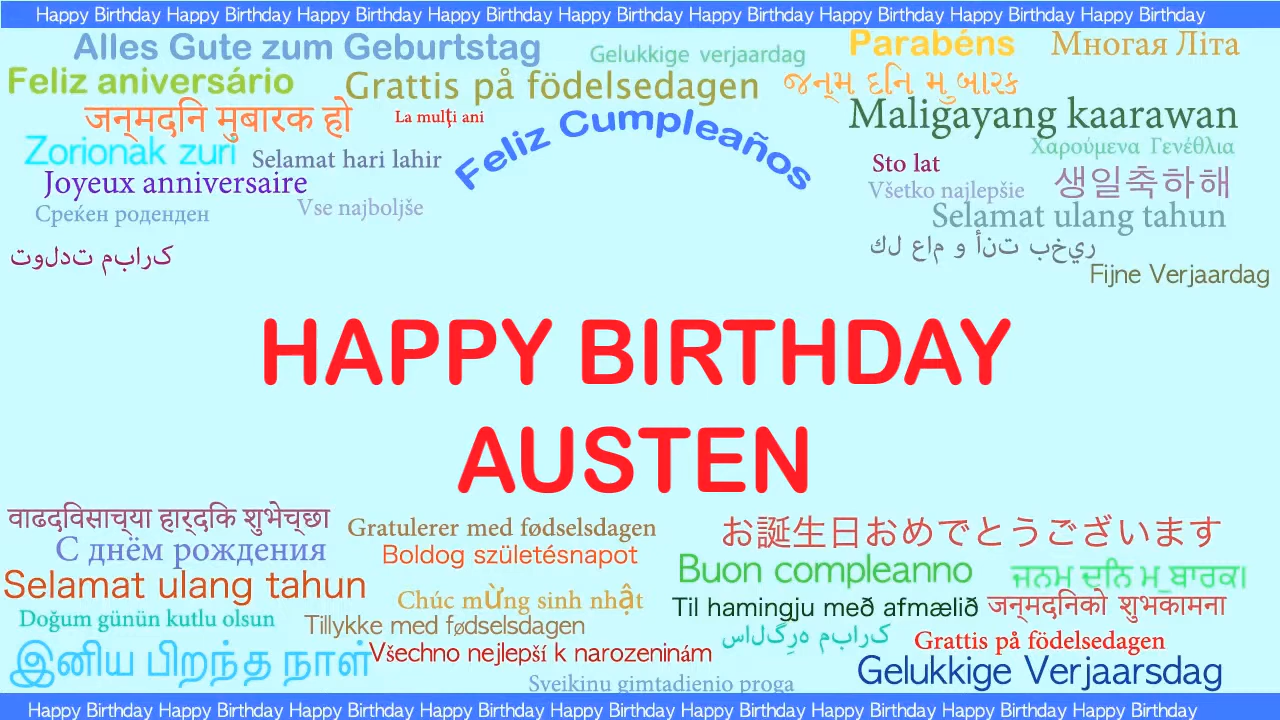 Happy Birthday Happy Birthday Happy Birthday Happy Birthday Happy Birthday Happy Birthday Happy Birthday Happy Birthday Happy Birthday
Alles Gute zum Geburtstag
Gelukkige verjaardag
Parabéns
Многая Літа
Feliz aniversário
Grattis på födelsedagen
જન્મ દનિ મુબારક
जन्मदनि मुबारक हो
La mulţi ani
Feliz Cumpleaños
Maligayang kaarawan
Zorionak zuri
Selamat hari lahir
Sto lat
Χαρούμενα Γενέθλια
Joyeux anniversaire
Všetko najlepšie
생일축하해
Среќен роденден
Vse najboljše
Selamat ulang tahun
تولدت مبارک
كل عام و أنت بخير
Fijne Verjaardag
HAPPY BIRTHDAY
AUSTEN
वाढदविसाच्या हार्दकि शुभेच्छा
Gratulerer med fødselsdagen
お誕生日おめでとうございます
С днём рождения
Boldog születésnapot
Buon compleanno
ਜਨਮ ਦਨਿ ਮੁਬਾਰਕ।
Selamat ulang tahun
Chúc mừng sinh nhật
Til hamingju með afmælið
जन्मदनिको शुभकामना
Doğum günün kutlu olsun
Tillykke med fødselsdagen
سالگرہ مبارک
Grattis på födelsedagen
இனிய பிறந்த நாள்
Všechno nejlepší k narozeninám
Gelukkige Verjaarsdag
Sveikinu gimtadienio proga
Happy Birthday Happy Birthday Happy Birthday Happy Birthday Happy Birthday Happy Birthday Happy Birthday Happy Birthday Happy Birthday